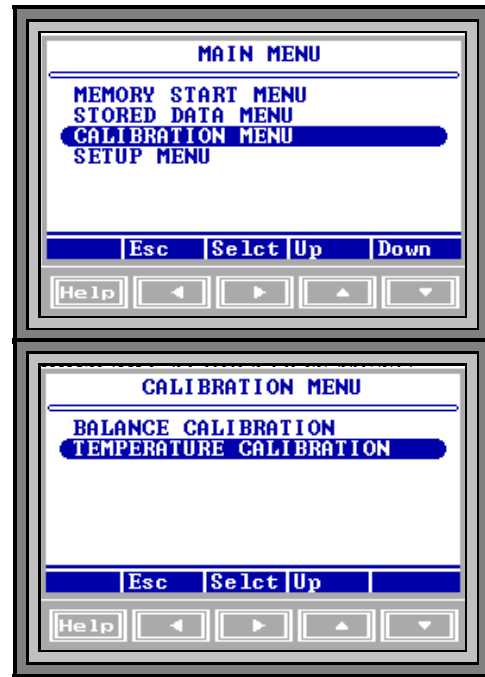 MAIN MENU
MEMORY START MENU
STORED DATA MENU
CALIBRATION MENU
SETUP MENU
Esc Selct Up Down
Help
CALIBRATION MENU
BALANCE CALIBRATION
TEMPERATURE CALIBRATION
Esc Selct Up
Help